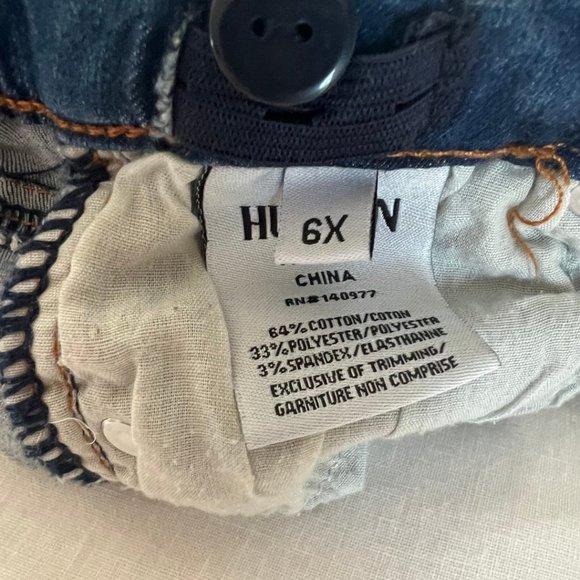 HU N
6X
CHINA
RN#140977
64% COTTON/COTON
33% POLYESTER/POLYESTER
3% SPANDEX/ELASTHANNE
EXCLUSIVE OF TRIMMING/
GARNITURE NON COMPRISE